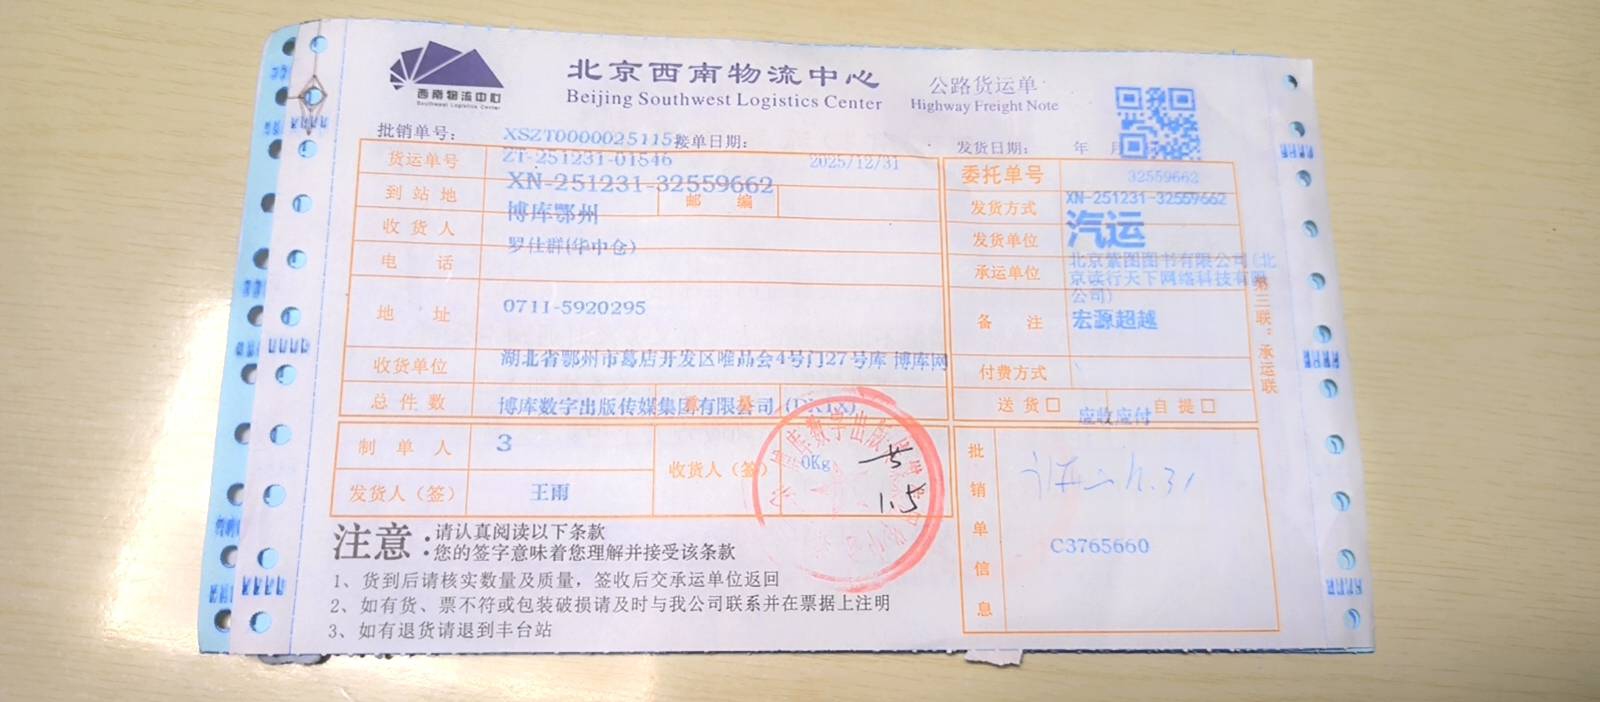 西南物流中心
Southwest Logistics Center
北京西南物流中心
Beijing Southwest Logistics Center
公路货运单
Highway Freight Note
批销单号： XSZT0000025115 接单日期： 发货日期： 年 月
货运单号 ZT-251231-01546 2025/12/31
委托单号 32559662
到站地 XN-251231-32559662 邮 编
发货方式 XN-251231-32559662
收货人 博库鄂州
发货单位 汽运
电 话 罗仕群(华中仓)
承运单位 北京紫图图书有限公司(北
京读行天下网络科技有限
公司)
地 址 0711-5920295
备 注 宏源超越
收货单位 湖北省鄂州市葛店开发区唯品会4号门27号库 博库网
付款方式
总件数 博库数字出版传媒集团有限公司
送货□ 自提□
应收应付
制单人 3
收货人（签） 0Kg
1.5
发货人（签） 王雨
批销单信息
C3765660
第三联：承运联
注意：请认真阅读以下条款
您的签字意味着您理解并接受该条款
1、货到后请核实数量及质量，签收后交承运单位返回
2、如有货、票不符或包装破损请及时与我公司联系并在票据上注明
3、如有退货请退到丰台站